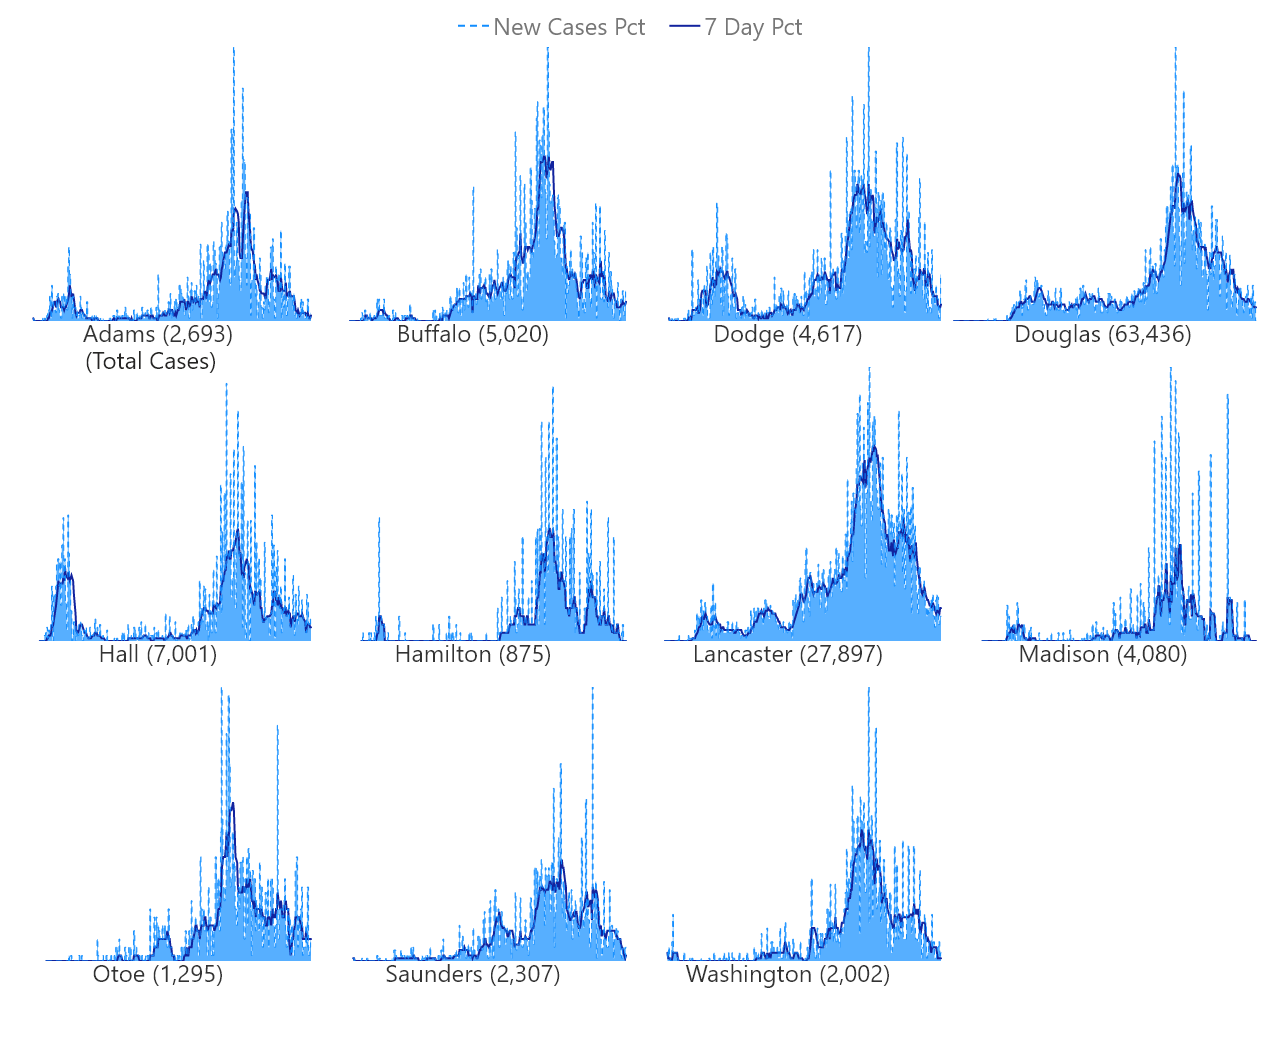 New Cases Pct 7 Day Pct
Adams (2,693) Buffalo (5,020) Dodge (4,617) Douglas (63,436)
(Total Cases)
Hall (7,001) Hamilton (875) Lancaster (27,897) Madison (4,080)
Otoe (1,295) Saunders (2,307) Washington (2,002)